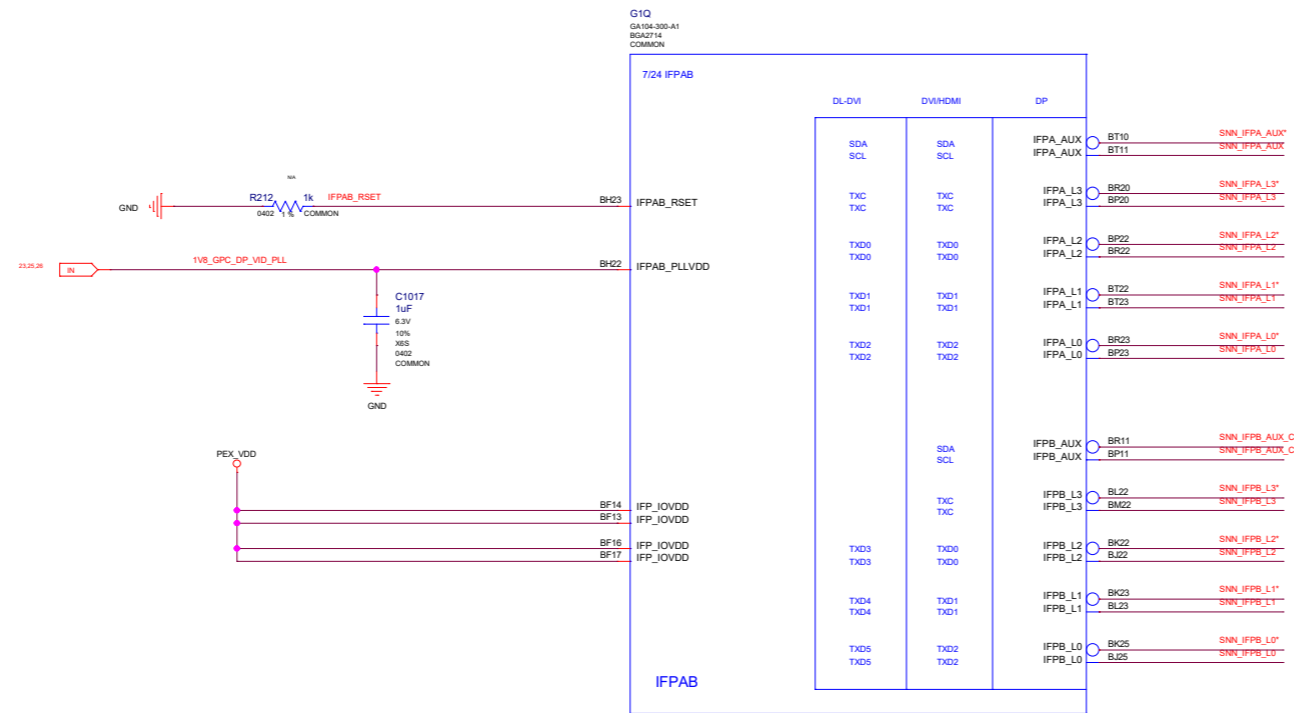 G1Q
GA104-300-A1
BGA2714
COMMON
7/24 IFPAB
DL-DVI DVI/HDMI DP
SDA SDA IFPA_AUX BT10 SNN_IFPA_AUX*
SCL SCL IFPA_AUX BT11 SNN_IFPA_AUX
N/A
R212 1k IFPAB_RSET
GND
0402 1 % COMMON
BH23 IFPAB_RSET
TXC TXC IFPA_L3 BR20 SNN_IFPA_L3*
TXC TXC IFPA_L3 BP20 SNN_IFPA_L3
TXD0 TXD0 IFPA_L2 BP22 SNN_IFPA_L2*
TXD0 TXD0 IFPA_L2 BR22 SNN_IFPA_L2
23,25,26 IN 1V8_GPC_DP_VID_PLL BH22 IFPAB_PLLVDD
C1017
1uF
6.3V
10%
X6S
0402
COMMON
GND
TXD1 TXD1 IFPA_L1 BT22 SNN_IFPA_L1*
TXD1 TXD1 IFPA_L1 BT23 SNN_IFPA_L1
TXD2 TXD2 IFPA_L0 BR23 SNN_IFPA_L0*
TXD2 TXD2 IFPA_L0 BP23 SNN_IFPA_L0
SDA IFPB_AUX BR11 SNN_IFPB_AUX_C
SCL IFPB_AUX BP11 SNN_IFPB_AUX_C
PEX_VDD
TXC IFPB_L3 BL22 SNN_IFPB_L3*
TXC IFPB_L3 BM22 SNN_IFPB_L3
BF14 IFP_IOVDD
BF13 IFP_IOVDD
BF16 IFP_IOVDD
BF17 IFP_IOVDD
TXD3 TXD0 IFPB_L2 BK22 SNN_IFPB_L2*
TXD3 TXD0 IFPB_L2 BJ22 SNN_IFPB_L2
TXD4 TXD1 IFPB_L1 BK23 SNN_IFPB_L1*
TXD4 TXD1 IFPB_L1 BL23 SNN_IFPB_L1
TXD5 TXD2 IFPB_L0 BK25 SNN_IFPB_L0*
TXD5 TXD2 IFPB_L0 BJ25 SNN_IFPB_L0
IFPAB